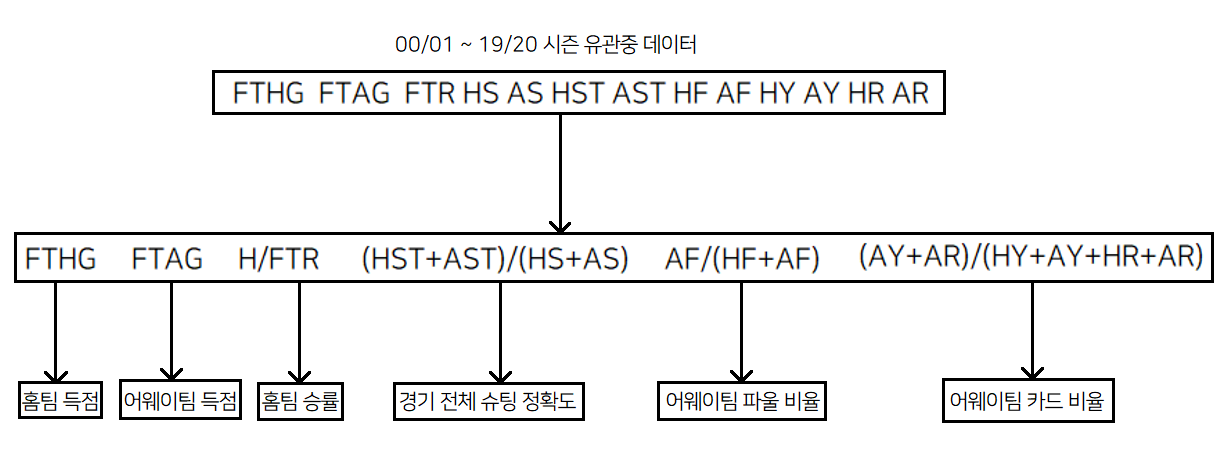 00/01 ~ 19/20 시즌 유관중 데이터
FTHG FTAG FTR HS AS HST AST HF AF HY AY HR AR
FTHG FTAG H/FTR (HST+AST)/(HS+AS) AF/(HF+AF) (AY+AR)/(HY+AY+HR+AR)
홈팀 득점 어웨이팀 득점 홈팀 승률 경기 전체 슈팅 정확도 어웨이팀 파울 비율 어웨이팀 카드 비율